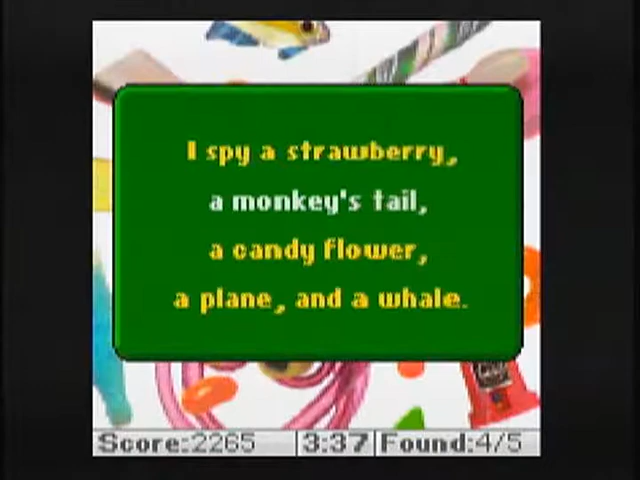 I spy a strawberry,
a monkey's tail,
a candy flower,
a plane, and a whale.
Score:2265 3:37 Found:4/5